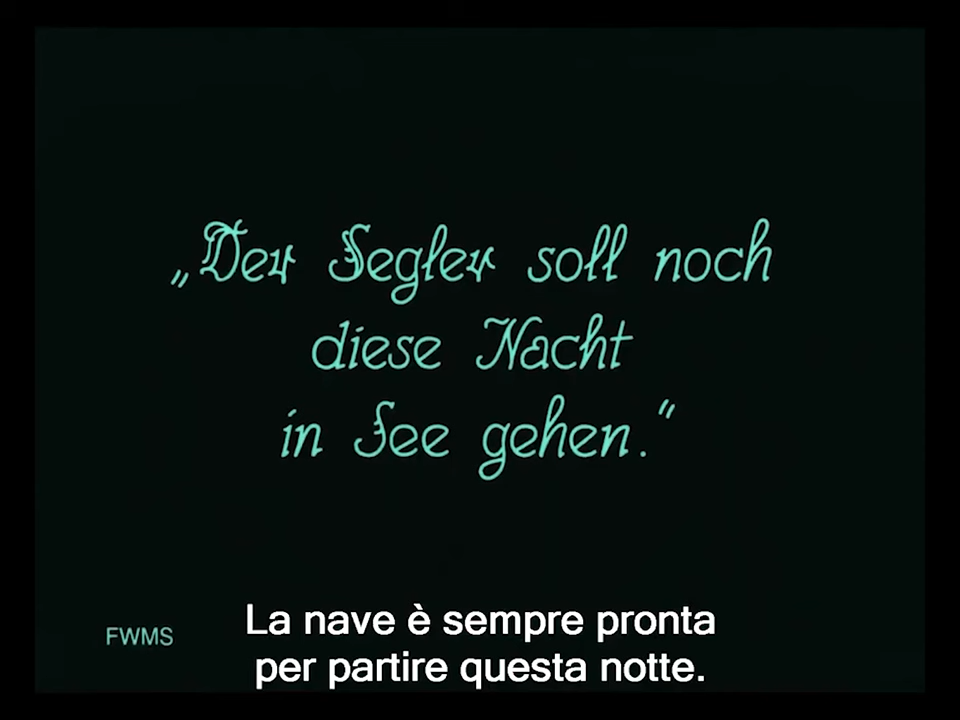 „Der Segler soll noch
diese Nacht
in See gehen.“
FWMS
La nave è sempre pronta
per partire questa notte.